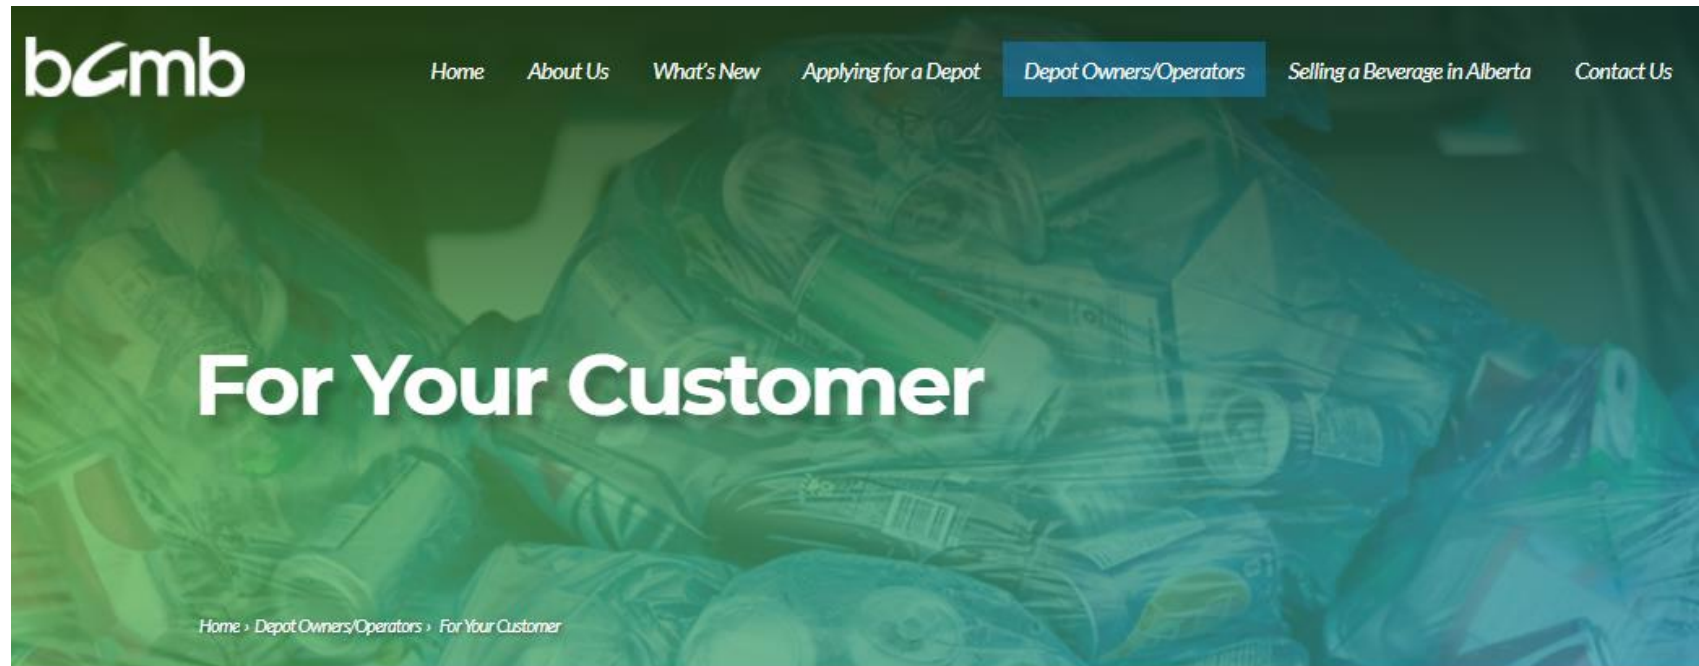 bcmb
Home About Us What's New Applying for a Depot Depot Owners/Operators Selling a Beverage in Alberta Contact Us
For Your Customer
Home › Depot Owners/Operators › For Your Customer